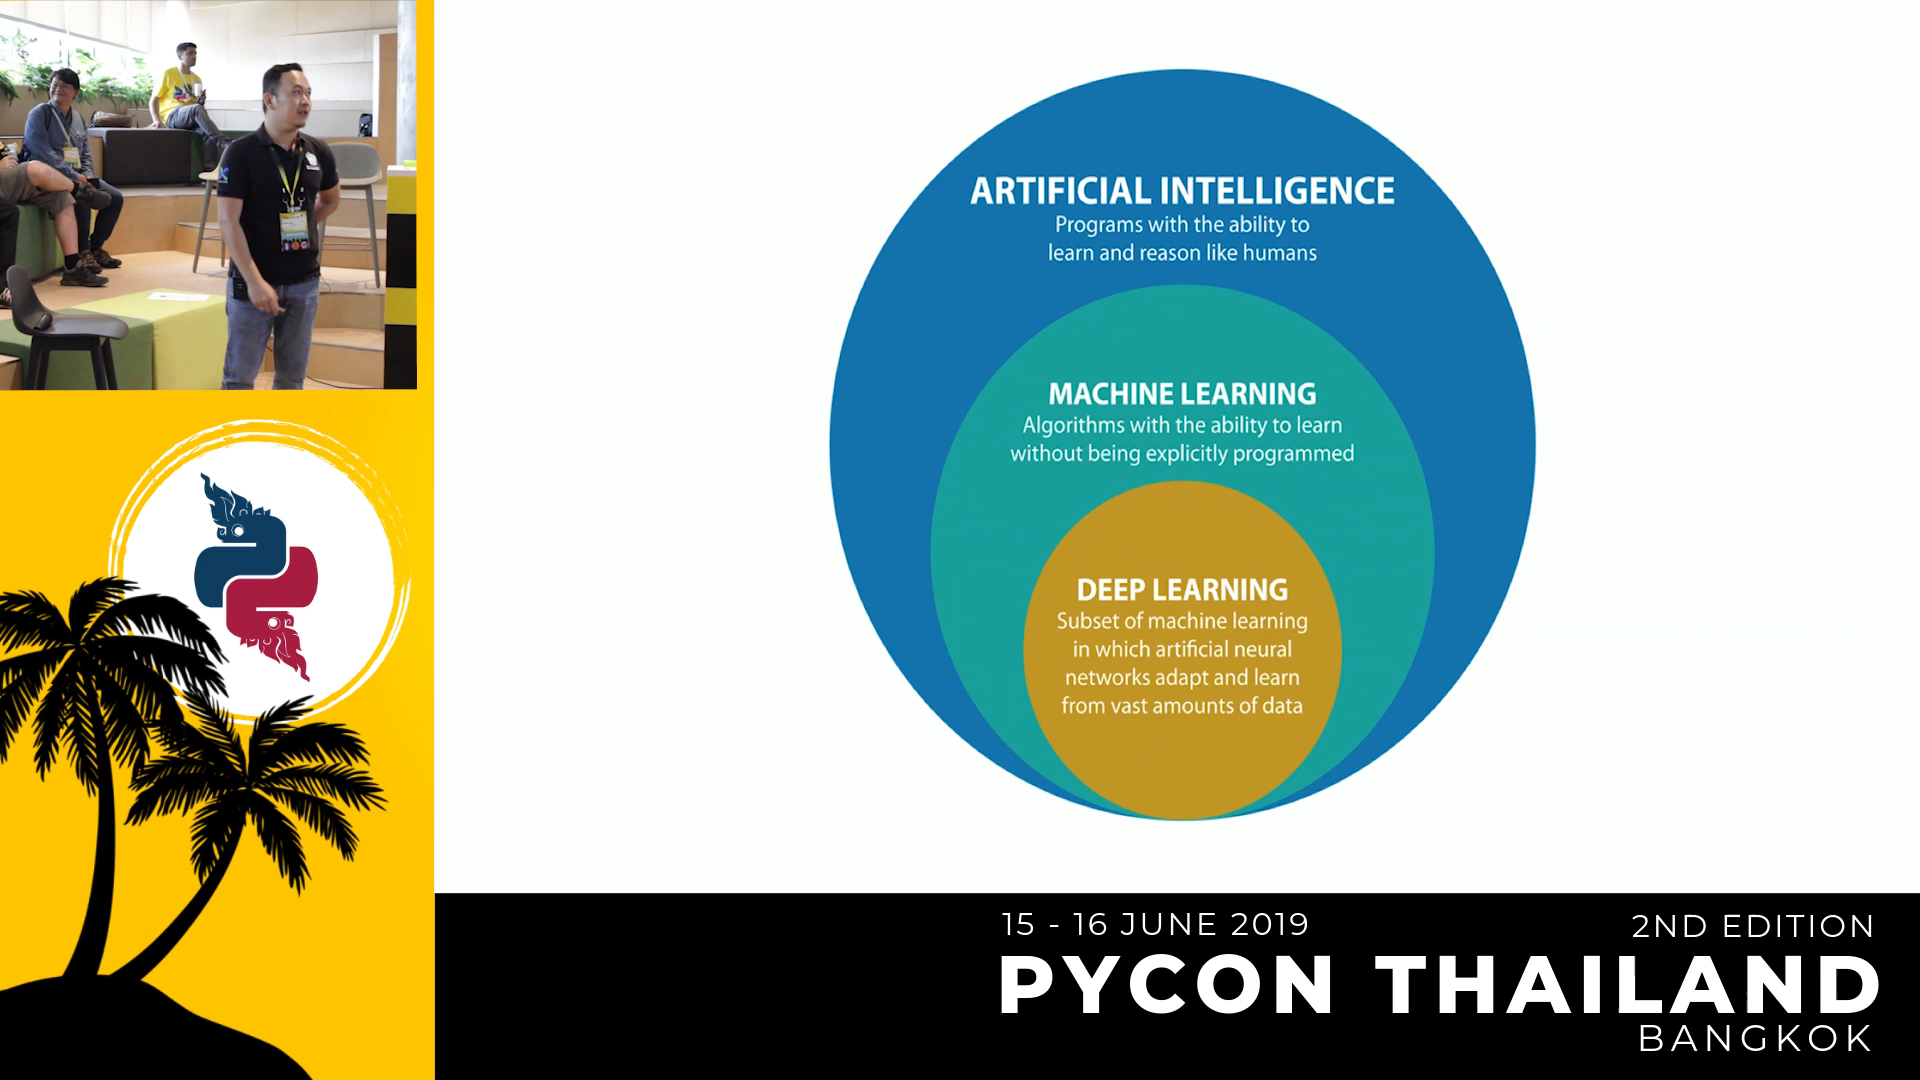 ARTIFICIAL INTELLIGENCE
Programs with the ability to
learn and reason like humans
MACHINE LEARNING
Algorithms with the ability to learn
without being explicitly programmed
DEEP LEARNING
Subset of machine learning
in which artificial neural
networks adapt and learn
from vast amounts of data
15 - 16 JUNE 2019
2ND EDITION
PYCON THAILAND
BANGKOK